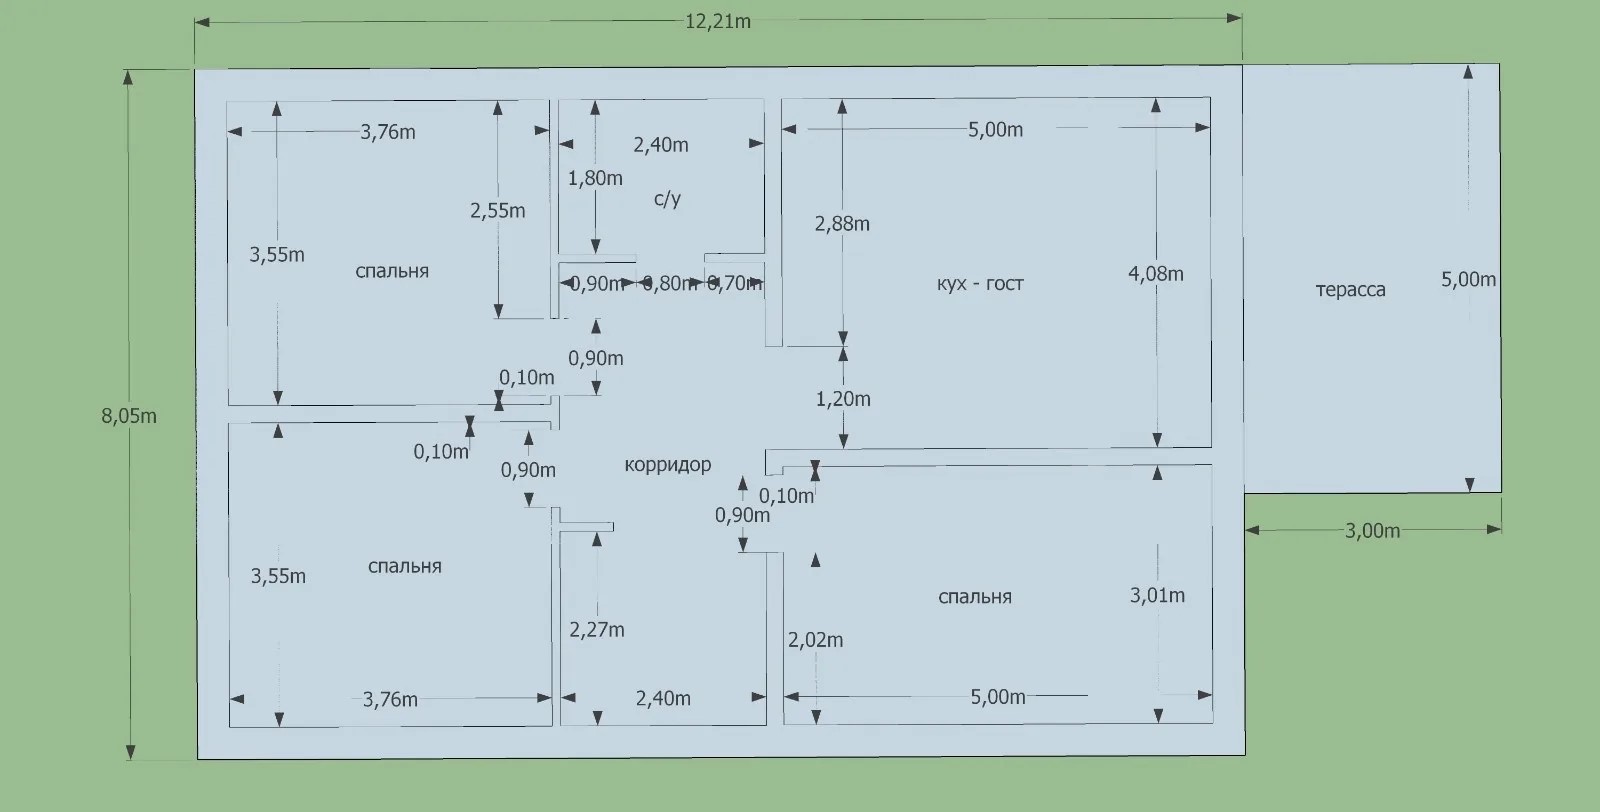 12,21m
3,76m
2,40m
5,00m
1,80m
с/у
2,55m
2,88m
3,55m
спальня
4,08m
5,00m
кух - гост
терасса
0,90m
0,80m
0,70m
0,90m
0,10m
1,20m
8,05m
0,10m
0,90m
корридор
0,10m
0,90m
3,00m
спальня
3,55m
спальня
3,01m
2,27m
2,02m
3,76m
2,40m
5,00m